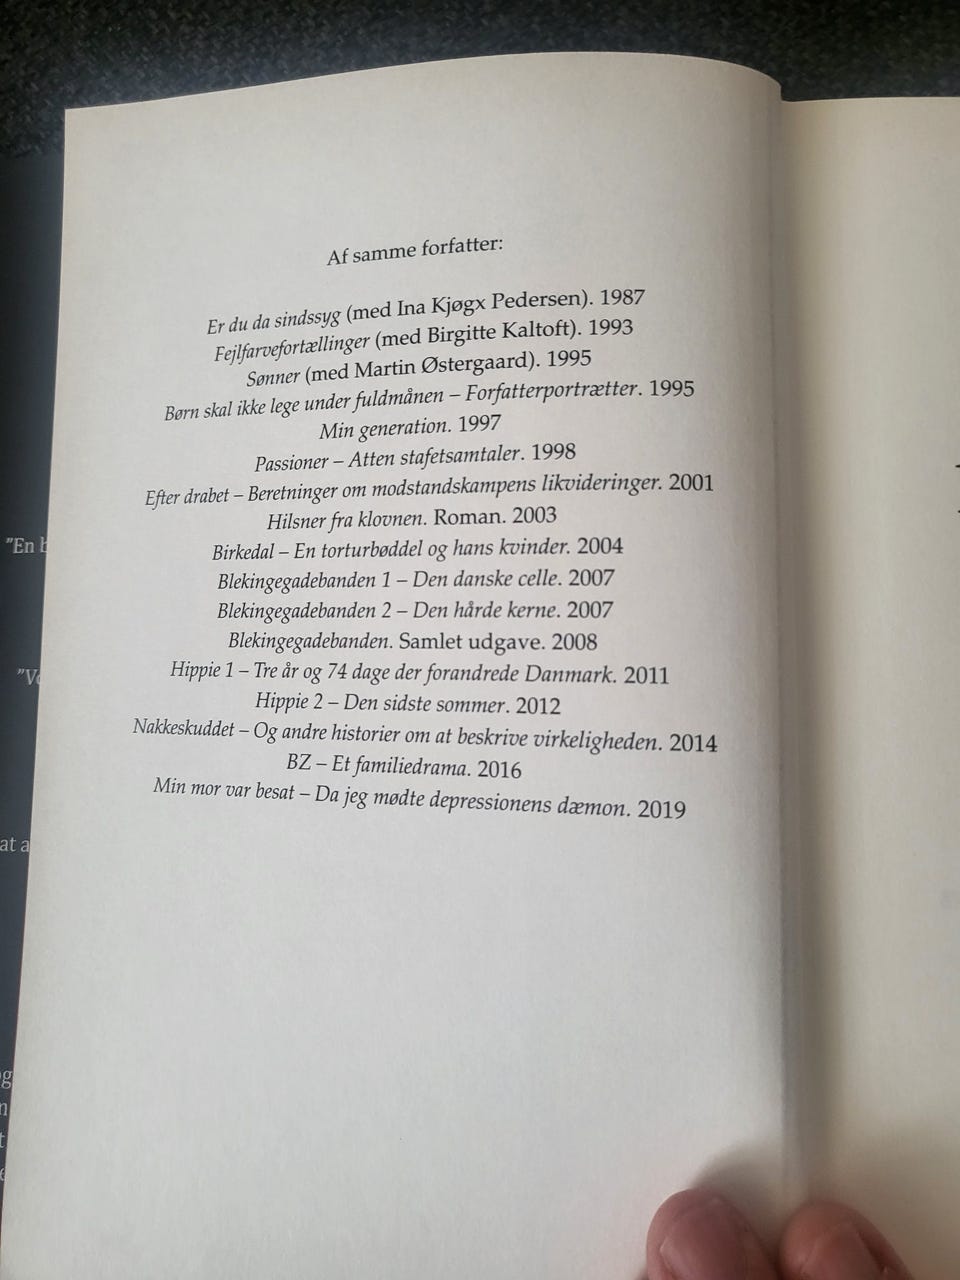 Af samme forfatter:
Er du da sindssyg (med Ina Kjøgx Pedersen). 1987
Fejlfarvefortællinger (med Birgitte Kaltoft). 1993
Sønner (med Martin Østergaard). 1995
Børn skal ikke lege under fuldmånen – Forfatterportrætter. 1995
Min generation. 1997
Passioner – Atten stafetsamtaler. 1998
Efter drabet – Beretninger om modstandskampens likvideringer. 2001
Hilsner fra klovnen. Roman. 2003
Birkedal – En torturbøddel og hans kvinder. 2004
Blekingegadebanden 1 – Den danske celle. 2007
Blekingegadebanden 2 – Den hårde kerne. 2007
Blekingegadebanden. Samlet udgave. 2008
Hippie 1 – Tre år og 74 dage der forandrede Danmark. 2011
Hippie 2 – Den sidste sommer. 2012
Nakkeskuddet – Og andre historier om at beskrive virkeligheden. 2014
BZ – Et familiedrama. 2016
Min mor var besat – Da jeg mødte depressionens dæmon. 2019
"En
at a